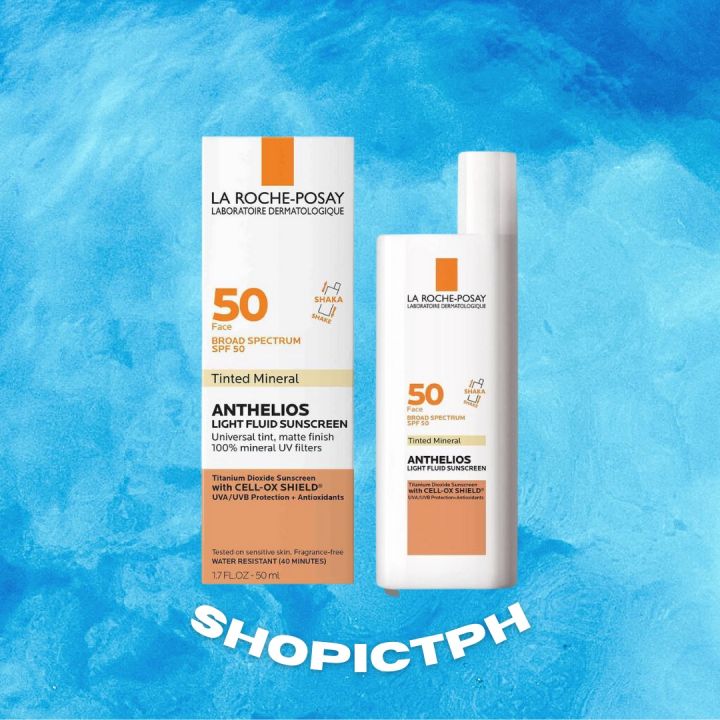 LA ROCHE-POSAY
LABORATOIRE DERMATOLOGIQUE
50
Face
SHAKA
SHAKE
BROAD SPECTRUM
SPF 50
Tinted Mineral
ANTHELIOS
LIGHT FLUID SUNSCREEN
Universal tint, matte finish
100% mineral UV filters
Titanium Dioxide Sunscreen
with CELL-OX SHIELD®
UVA/UVB Protection + Antioxidants
Tested on sensitive skin. Fragrance-free
WATER RESISTANT (40 MINUTES)
1.7 FL.OZ - 50 ml
LA ROCHE-POSAY
LABORATOIRE DERMATOLOGIQUE
50
Face
SHAKA
SHAKE
BROAD SPECTRUM
SPF 50
Tinted Mineral
ANTHELIOS
LIGHT FLUID SUNSCREEN
Titanium Dioxide Sunscreen
with CELL-OX SHIELD®
UVA/UVB Protection+Antioxidants
SHOPICTPH